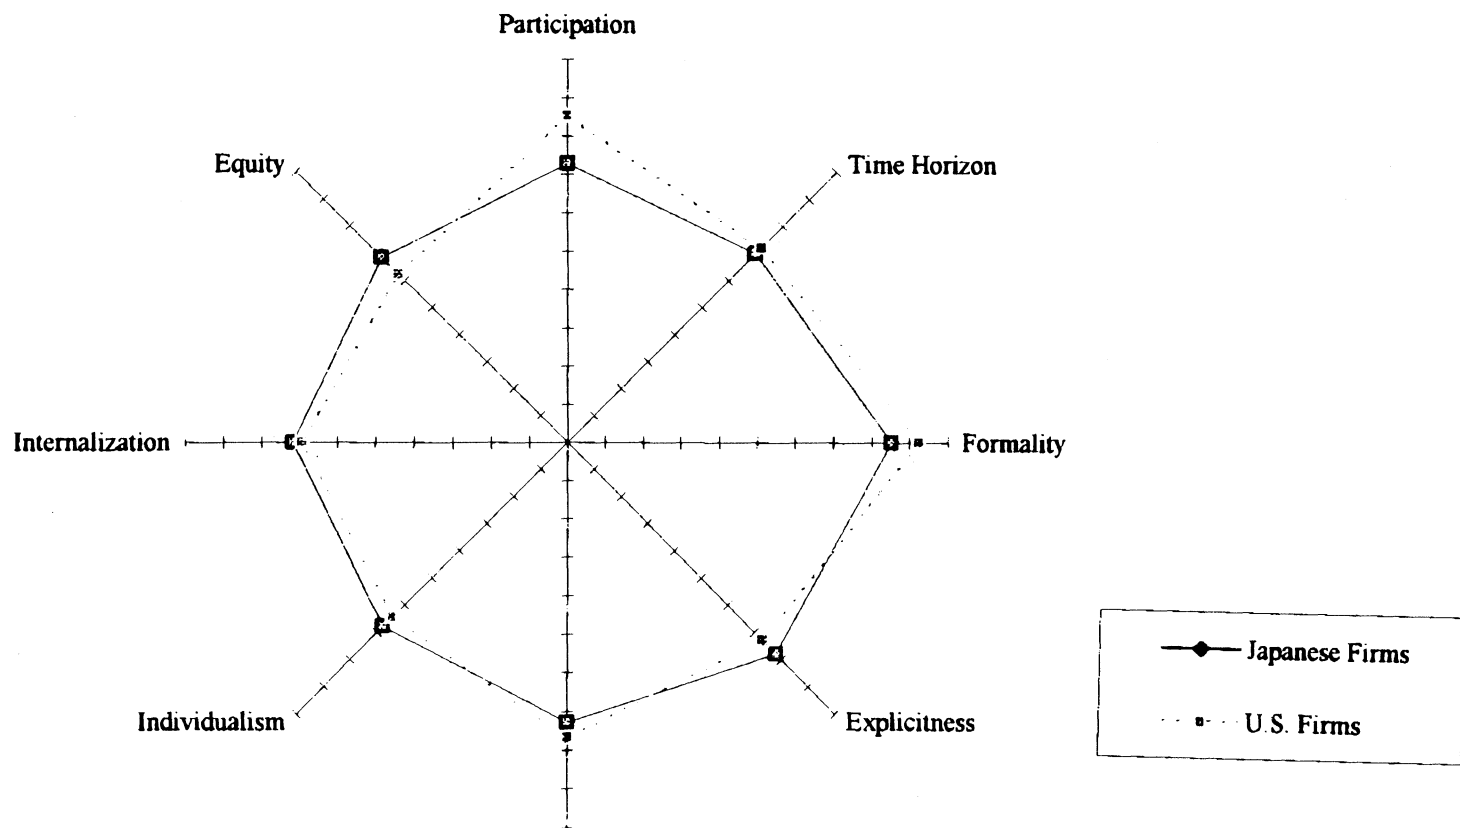 Participation
Equity
Time Horizon
Internalization
Formality
Individualism
Explicitness
Japanese Firms
U.S. Firms